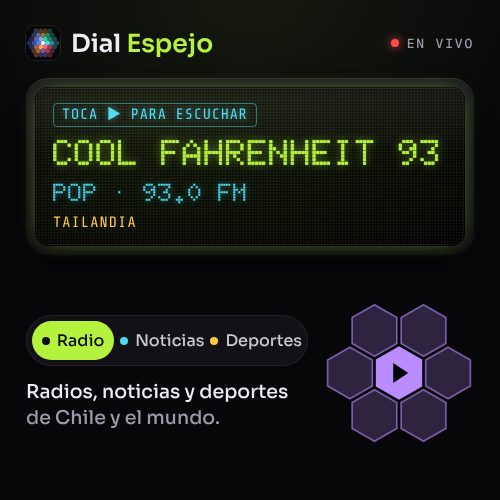 Dial Espejo
EN VIVO
TOCA ▶ PARA ESCUCHAR
COOL FAHRENHEIT 93
POP · 93.0 FM
TAILANDIA
Radio Noticias Deportes
Radios, noticias y deportes
de Chile y el mundo.